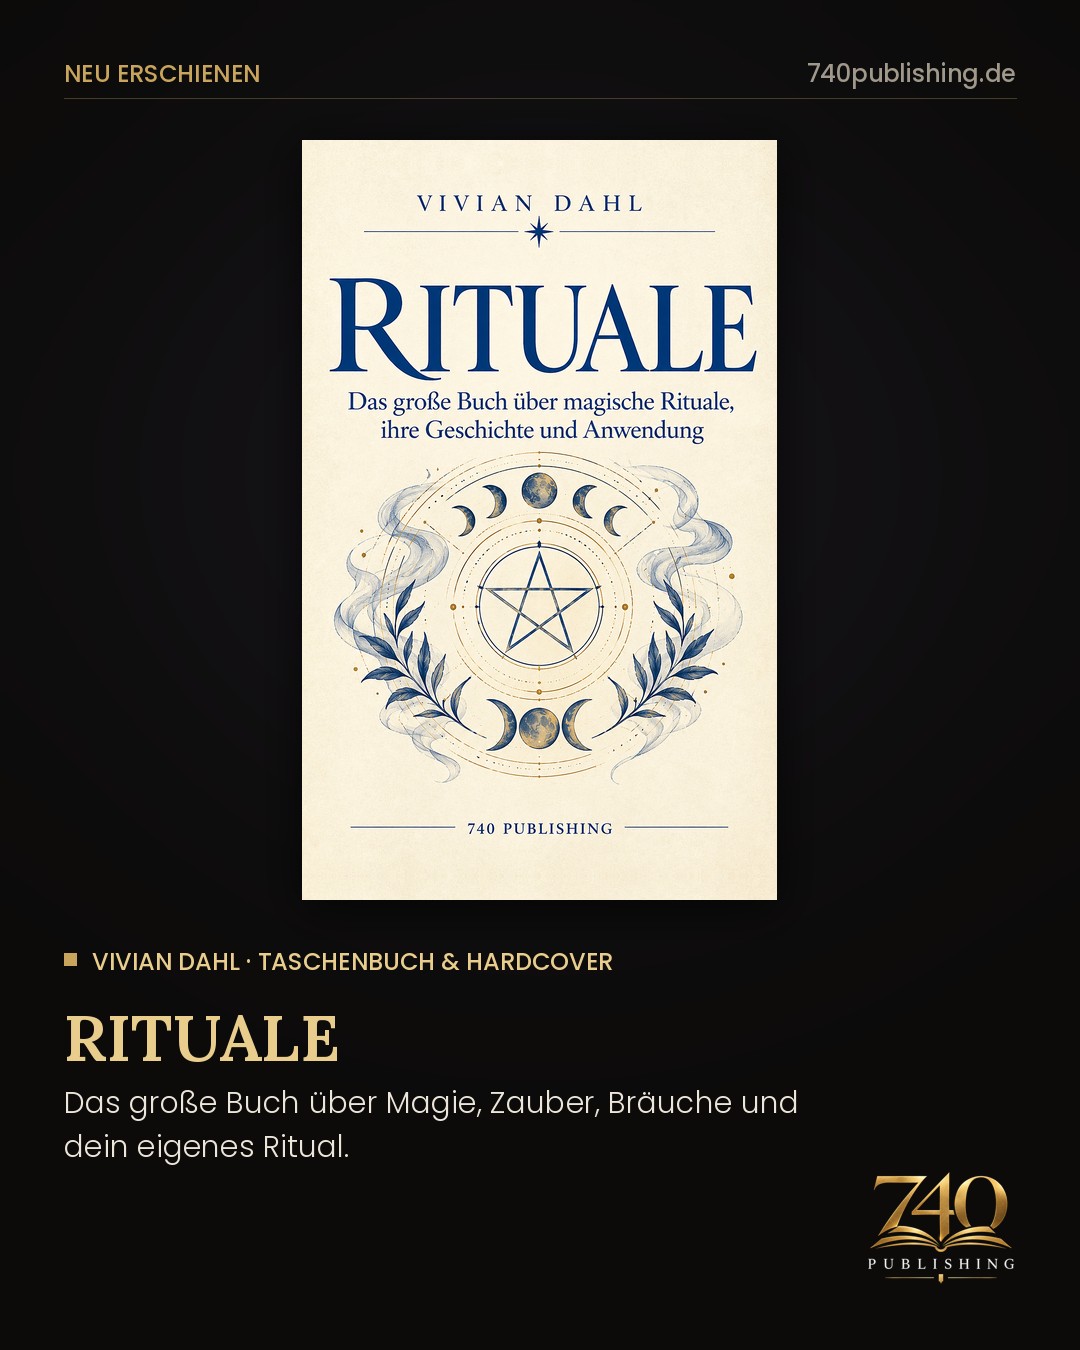 NEU ERSCHIENEN
740publishing.de
VIVIAN DAHL
RITUALE
Das große Buch über magische Rituale,
ihre Geschichte und Anwendung
740 PUBLISHING
VIVIAN DAHL · TASCHENBUCH & HARDCOVER
RITUALE
Das große Buch über Magie, Zauber, Bräuche und
dein eigenes Ritual.
740
PUBLISHING